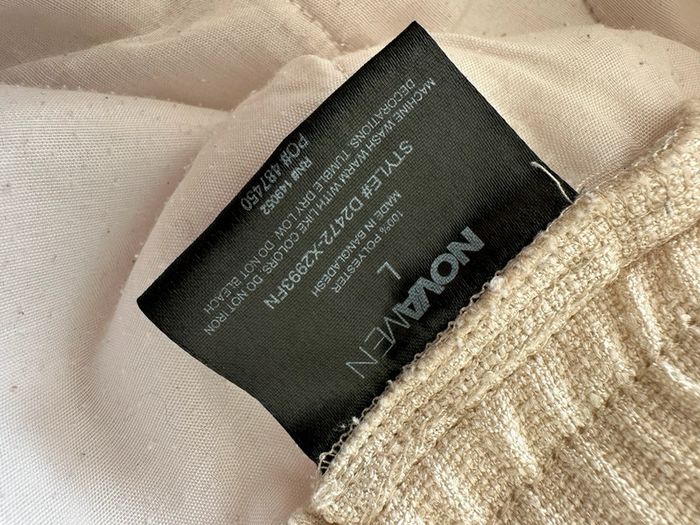 NOVAMEN
L
100% POLYESTER
MADE IN BANGLADESH
STYLE# D2472-X2993FN
MACHINE WASH WARM WITH LIKE COLORS, DO NOT IRON
DECORATIONS, TUMBLE DRY LOW, DO NOT BLEACH
RN# 149052
PO# 487450